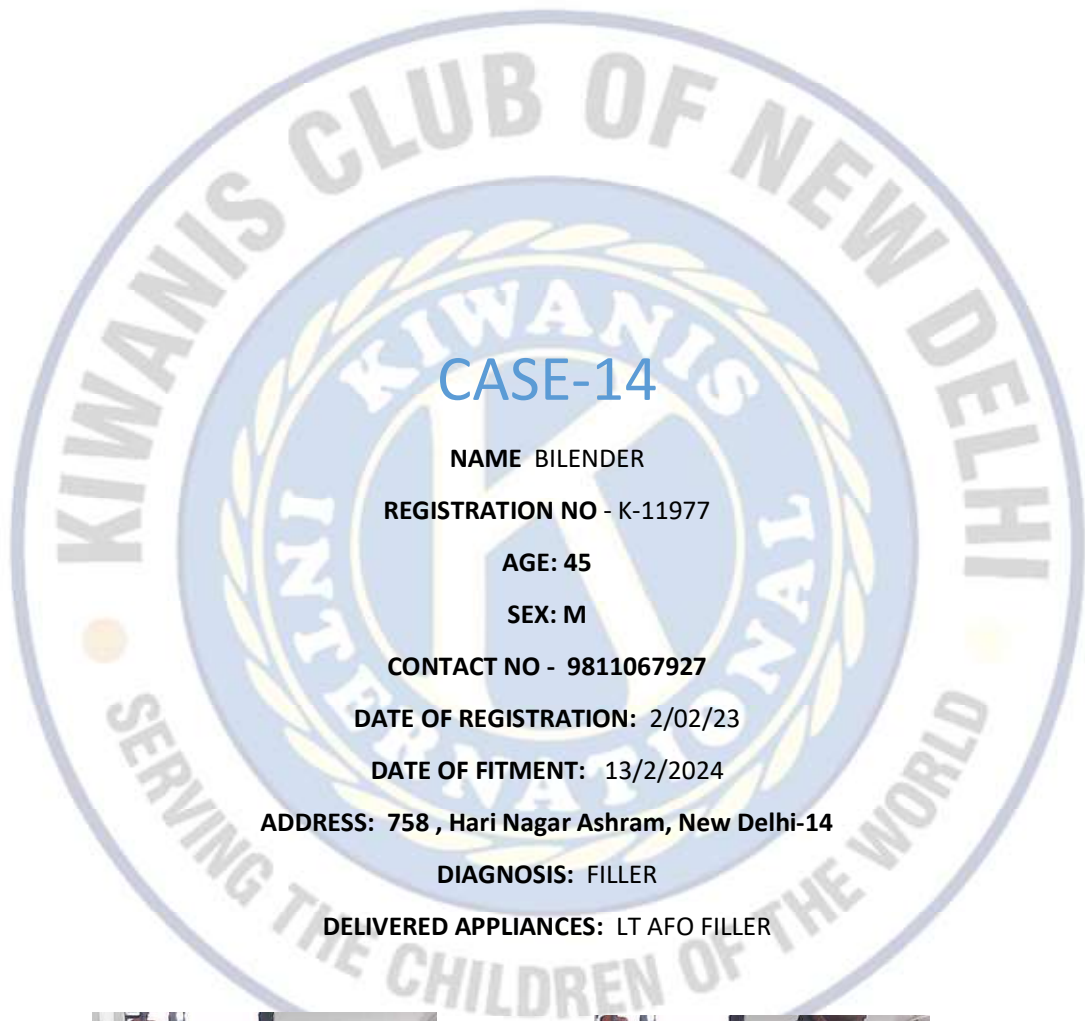 KIWANIS CLUB OF NEW DELHI
KIWANIS
INTERNATIONAL
CASE-14
NAME BILENDER
REGISTRATION NO - K-11977
AGE: 45
SEX: M
CONTACT NO - 9811067927
DATE OF REGISTRATION: 2/02/23
DATE OF FITMENT: 13/2/2024
ADDRESS: 758 , Hari Nagar Ashram, New Delhi-14
DIAGNOSIS: FILLER
DELIVERED APPLIANCES: LT AFO FILLER
SERVING THE CHILDREN OF THE WORLD